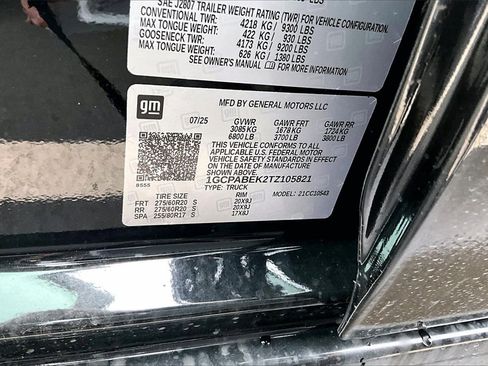 SAE J2807 TRAILER WEIGHT RATING (TWR) FOR VEHICLE CONFIGURATION.
CONVENTIONAL TWR: 4218 KG / 9300 LBS
MAX TONGUE WEIGHT: 422 KG / 930 LBS
GOOSENECK TWR: 4173 KG / 9200 LBS
MAX TONGUE WEIGHT: 626 KG / 1380 LBS
SEE OWNER'S MANUAL FOR MORE INFORMATION
gm
MFD BY GENERAL MOTORS LLC
07/25 GVWR GAWR FRT GAWR RR
3085 KG 1678 KG 1724 KG
6800 LB 3700 LB 3800 LB
THIS VEHICLE CONFORMS TO ALL APPLICABLE
U.S. FEDERAL MOTOR VEHICLE SAFETY
STANDARDS IN EFFECT ON THE DATE OF
MANUFACTURE SHOWN ABOVE.
1GCPABEK2TZ105821
TYPE: TRUCK MODEL: 21CC10543
8555
TIRE SIZE RIM
FRT 275/60R20 S 20X9J
RR 275/60R20 S 20X9J
SPA 255/80R17 S 17X8J